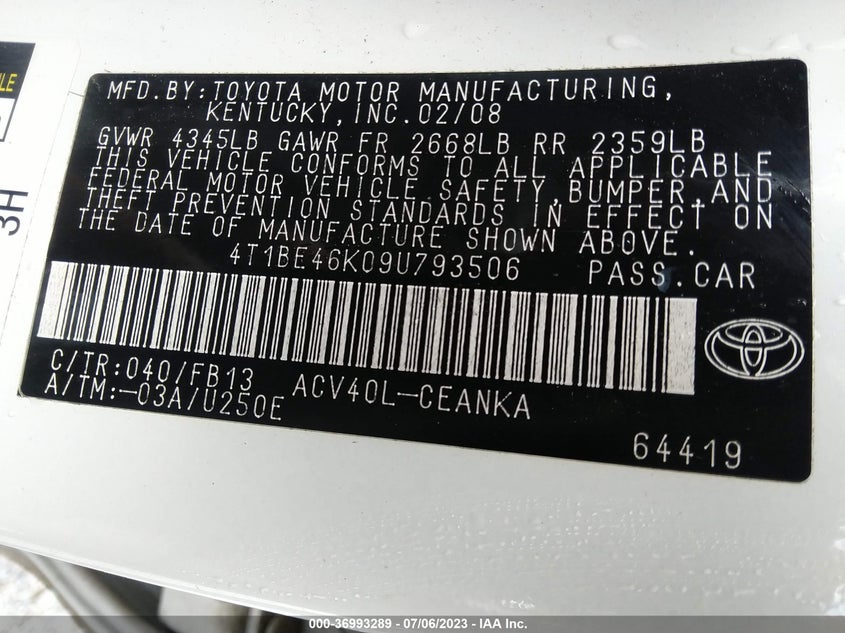 MFD.BY:TOYOTA MOTOR MANUFACTURING,
KENTUCKY,INC.02/08
GVWR 4345LB GAWR FR 2668LB RR 2359LB
THIS VEHICLE CONFORMS TO ALL APPLICABLE
FEDERAL MOTOR VEHICLE SAFETY,BUMPER,AND
THEFT PREVENTION STANDARDS IN EFFECT ON
THE DATE OF MANUFACTURE SHOWN ABOVE.
4T1BE46K09U793506 PASS.CAR
C/TR:040/FB13 ACV40L-CEANKA
A/TM:-03A/U250E
64419
3H
000-36993289 - 07/06/2023 - IAA Inc.